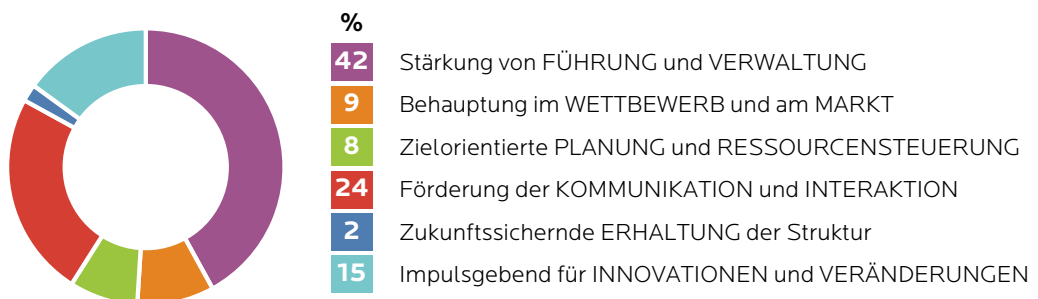 %
42 Stärkung von FÜHRUNG und VERWALTUNG
9 Behauptung im WETTBEWERB und am MARKT
8 Zielorientierte PLANUNG und RESSOURCENSTEUERUNG
24 Förderung der KOMMUNIKATION und INTERAKTION
2 Zukunftssichernde ERHALTUNG der Struktur
15 Impulsgebend für INNOVATIONEN und VERÄNDERUNGEN